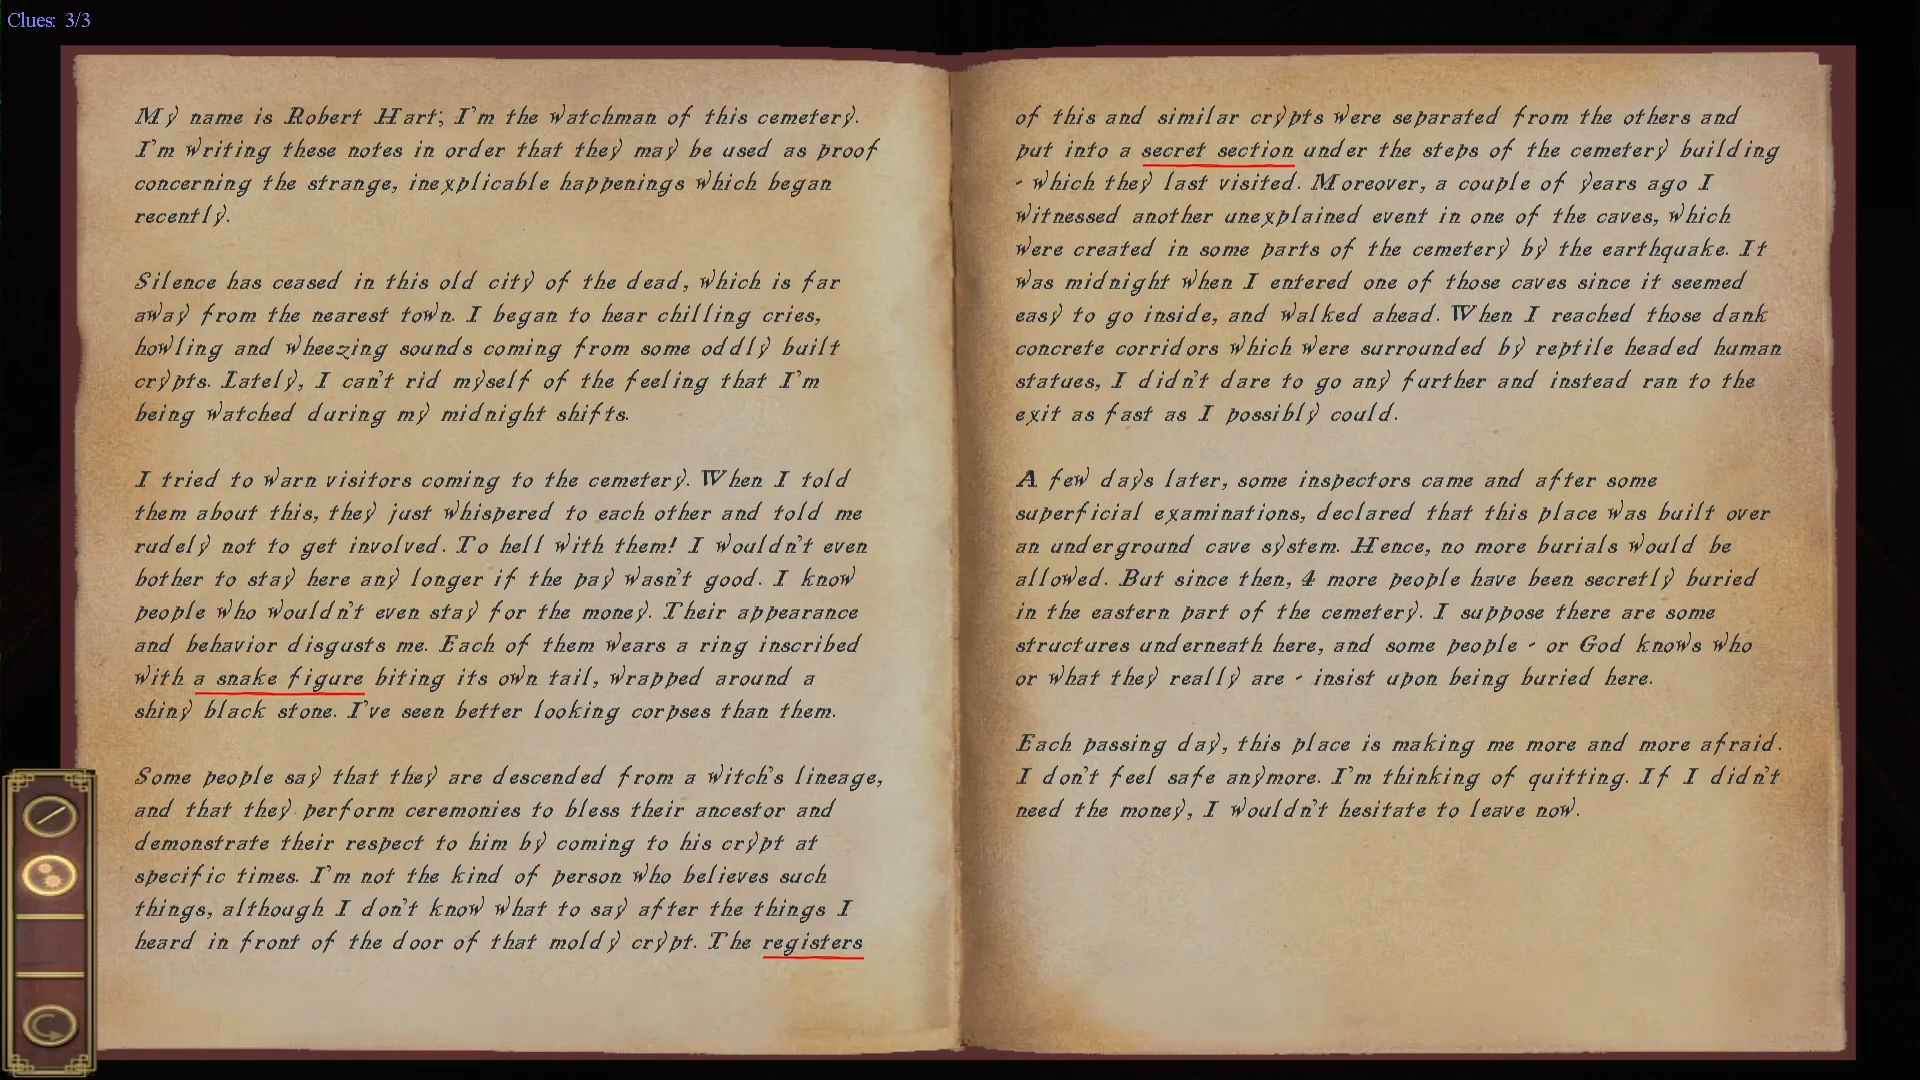 Clues: 3/3
My name is Robert Hart; I'm the watchman of this cemetery.
I'm writing these notes in order that they may be used as proof
concerning the strange, inexplicable happenings which began
recently.
Silence has ceased in this old city of the dead, which is far
away from the nearest town. I began to hear chilling cries,
howling and wheezing sounds coming from some oddly built
crypts. Lately, I can't rid myself of the feeling that I'm
being watched during my midnight shifts.
I tried to warn visitors coming to the cemetery. When I told
them about this, they just whispered to each other and told me
rudely not to get involved. To hell with them! I wouldn't even
bother to stay here any longer if the pay wasn't good. I know
people who wouldn't even stay for the money. Their appearance
and behavior disgusts me. Each of them wears a ring inscribed
with a snake figure biting its own tail, wrapped around a
shiny black stone. I've seen better looking corpses than them.
Some people say that they are descended from a witch's lineage,
and that they perform ceremonies to bless their ancestor and
demonstrate their respect to him by coming to his crypt at
specific times. I'm not the kind of person who believes such
things, although I don't know what to say after the things I
heard in front of the door of that moldy crypt. The registers
of this and similar crypts were separated from the others and
put into a secret section under the steps of the cemetery building
- which they last visited. Moreover, a couple of years ago I
witnessed another unexplained event in one of the caves, which
were created in some parts of the cemetery by the earthquake. It
was midnight when I entered one of those caves since it seemed
easy to go inside, and walked ahead. When I reached those dank
concrete corridors which were surrounded by reptile headed human
statues, I didn't dare to go any further and instead ran to the
exit as fast as I possibly could.
A few days later, some inspectors came and after some
superficial examinations, declared that this place was built over
an underground cave system. Hence, no more burials would be
allowed. But since then, 4 more people have been secretly buried
in the eastern part of the cemetery. I suppose there are some
structures underneath here, and some people - or God knows who
or what they really are - insist upon being buried here.
Each passing day, this place is making me more and more afraid.
I don't feel safe anymore. I'm thinking of quitting. If I didn't
need the money, I wouldn't hesitate to leave now.